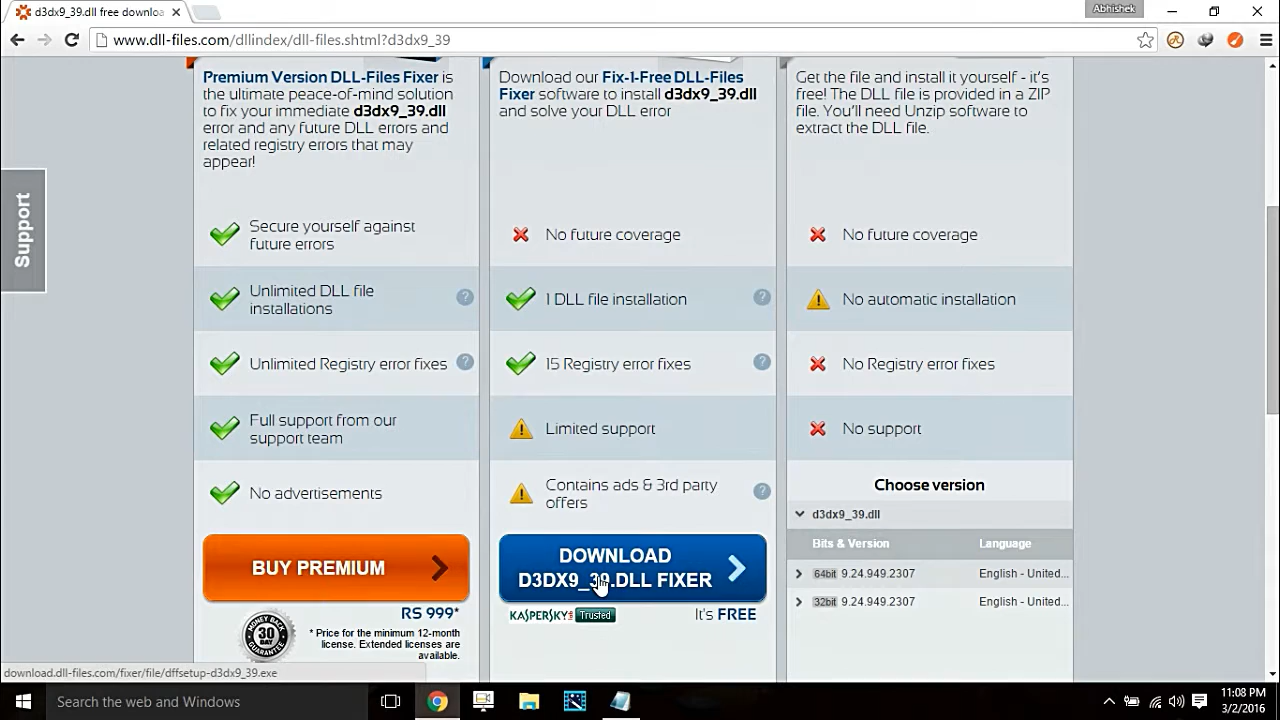 d3dx9_39.dll free downloa
Abhishek
www.dll-files.com/dllindex/dll-files.shtml?d3dx9_39
Support
Premium Version DLL-Files Fixer is
the ultimate peace-of-mind solution
to fix your immediate d3dx9_39.dll
error and any future DLL errors and
related registry errors that may
appear!
Secure yourself against
future errors
Unlimited DLL file
installations
?
Unlimited Registry error fixes
?
Full support from our
support team
No advertisements
BUY PREMIUM
RS 999*
30 DAY
MONEY BACK
GUARANTEE
* Price for the minimum 12-month
license. Extended licenses are
available.
Download our Fix-1-Free DLL-Files
Fixer software to install d3dx9_39.dll
and solve your DLL error
No future coverage
1 DLL file installation
?
15 Registry error fixes
?
Limited support
Contains ads & 3rd party
offers
?
DOWNLOAD
D3DX9_39.DLL FIXER
KASPERSKY Trusted
It's FREE
Get the file and install it yourself - it's
free! The DLL file is provided in a ZIP
file. You'll need Unzip software to
extract the DLL file.
No future coverage
No automatic installation
No Registry error fixes
No support
Choose version
d3dx9_39.dll
Bits & Version Language
64bit 9.24.949.2307 English - United...
32bit 9.24.949.2307 English - United...
download.dll-files.com/fixer/file/dffsetup-d3dx9_39.exe
Search the web and Windows
11:08 PM
3/2/2016